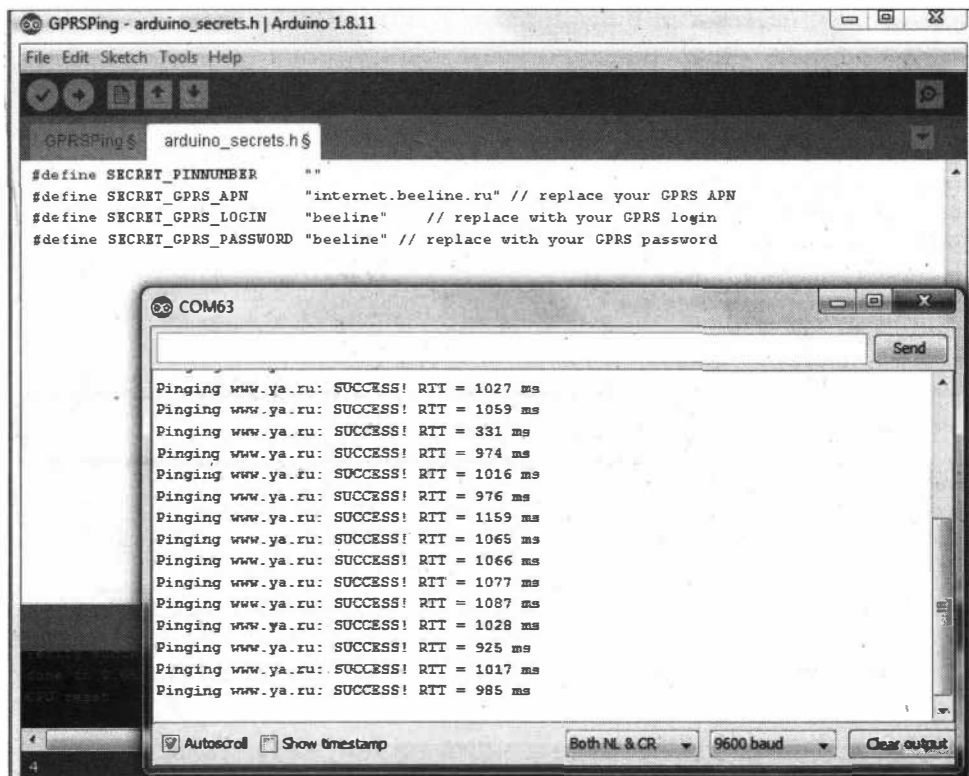 GPRSPing - arduino_secrets.h | Arduino 1.8.11
File Edit Sketch Tools Help
GPRSPing § arduino_secrets.h §
#define SECRET_PINNUMBER ""
#define SECRET_GPRS_APN "internet.beeline.ru" // replace your GPRS APN
#define SECRET_GPRS_LOGIN "beeline" // replace with your GPRS login
#define SECRET_GPRS_PASSWORD "beeline" // replace with your GPRS password
COM63
Send
Pinging www.ya.ru: SUCCESS! RTT = 1027 ms
Pinging www.ya.ru: SUCCESS! RTT = 1059 ms
Pinging www.ya.ru: SUCCESS! RTT = 331 ms
Pinging www.ya.ru: SUCCESS! RTT = 974 ms
Pinging www.ya.ru: SUCCESS! RTT = 1016 ms
Pinging www.ya.ru: SUCCESS! RTT = 976 ms
Pinging www.ya.ru: SUCCESS! RTT = 1159 ms
Pinging www.ya.ru: SUCCESS! RTT = 1065 ms
Pinging www.ya.ru: SUCCESS! RTT = 1066 ms
Pinging www.ya.ru: SUCCESS! RTT = 1077 ms
Pinging www.ya.ru: SUCCESS! RTT = 1087 ms
Pinging www.ya.ru: SUCCESS! RTT = 1028 ms
Pinging www.ya.ru: SUCCESS! RTT = 925 ms
Pinging www.ya.ru: SUCCESS! RTT = 1017 ms
Pinging www.ya.ru: SUCCESS! RTT = 985 ms
Autoscroll Show timestamp Both NL & CR 9600 baud Clear output
4